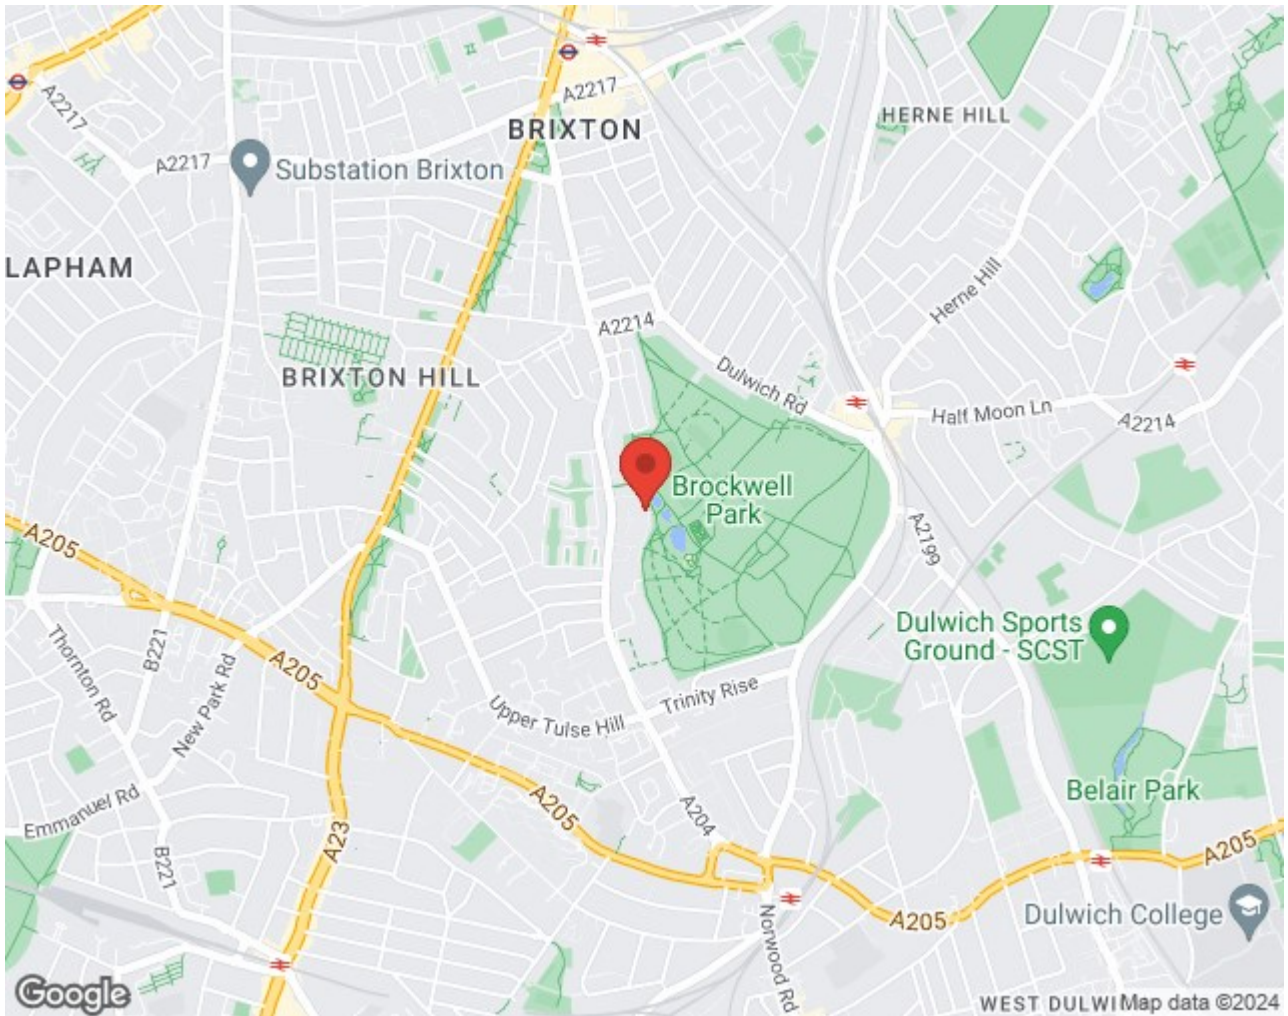 A2217
BRIXTON
HERNE HILL
A2217
A2217
Substation Brixton
LAPHAM
Herne Hill
A2214
BRIXTON HILL
Dulwich Rd
Half Moon Ln
A2214
Brockwell
Park
A205
A2199
Dulwich Sports
Ground - SCST
B221
Thornton Rd
New Park Rd
A205
Trinity Rise
Upper Tulse Hill
Belair Park
Emmanuel Rd
A205
A204
A23
B221
A205
Dulwich College
A205
Norwood Rd
Google
WEST DULWI
Map data ©2024